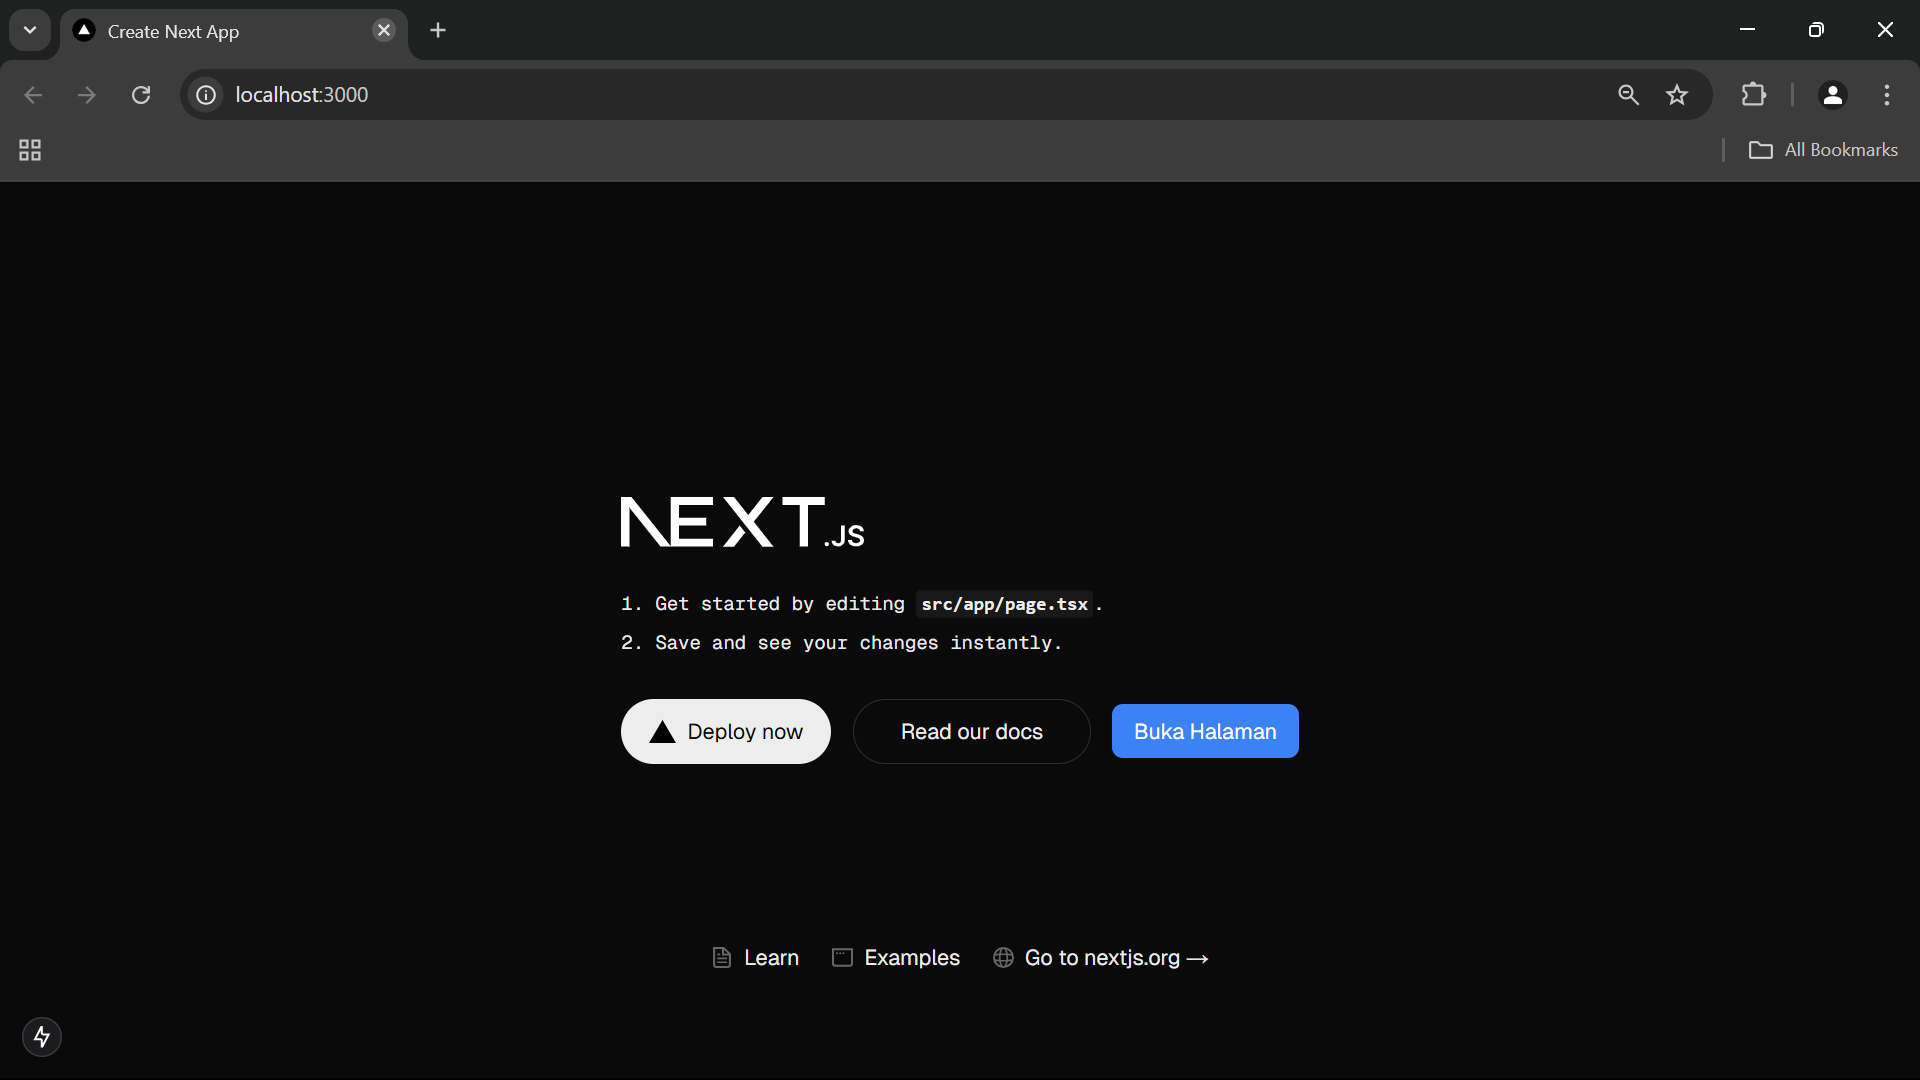 Create Next App
localhost:3000
All Bookmarks
NEXT.JS
1. Get started by editing src/app/page.tsx.
2. Save and see your changes instantly.
Deploy now Read our docs Buka Halaman
Learn Examples Go to nextjs.org →